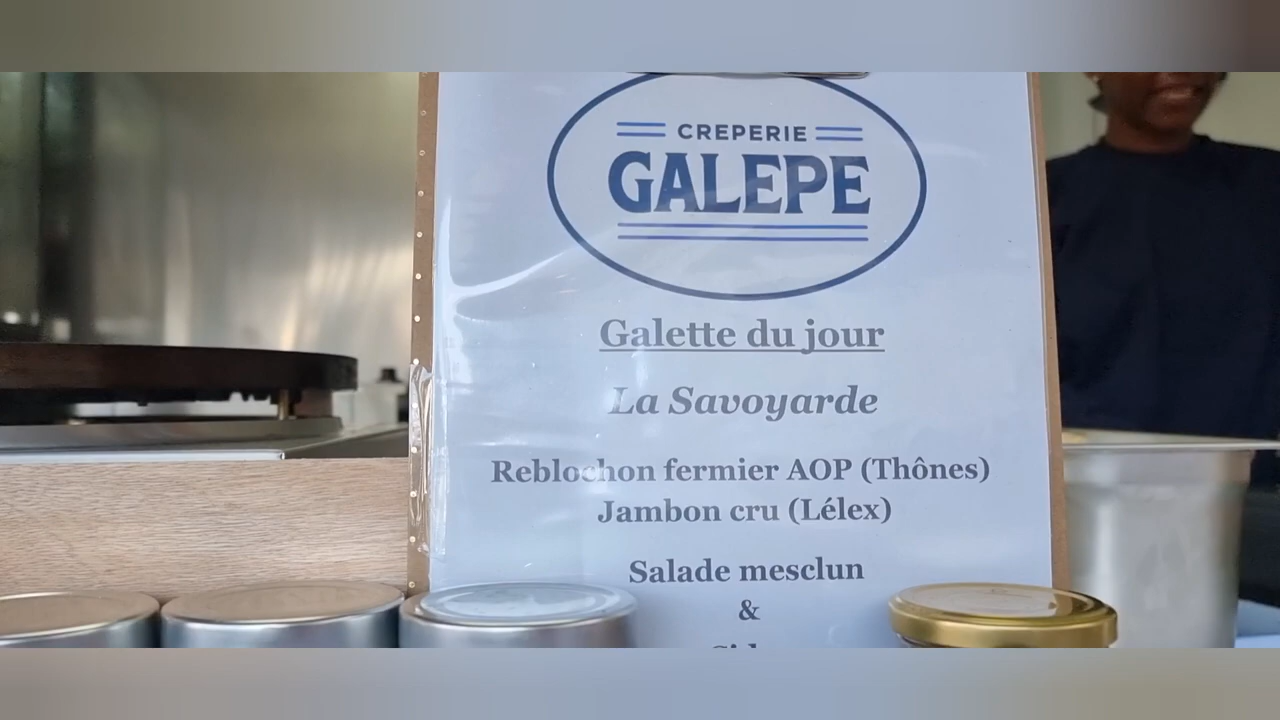 CREPERIE
GALEPE
Galette du jour
La Savoyarde
Reblochon fermier AOP (Thônes)
Jambon cru (Lélex)
Salade mesclun
&